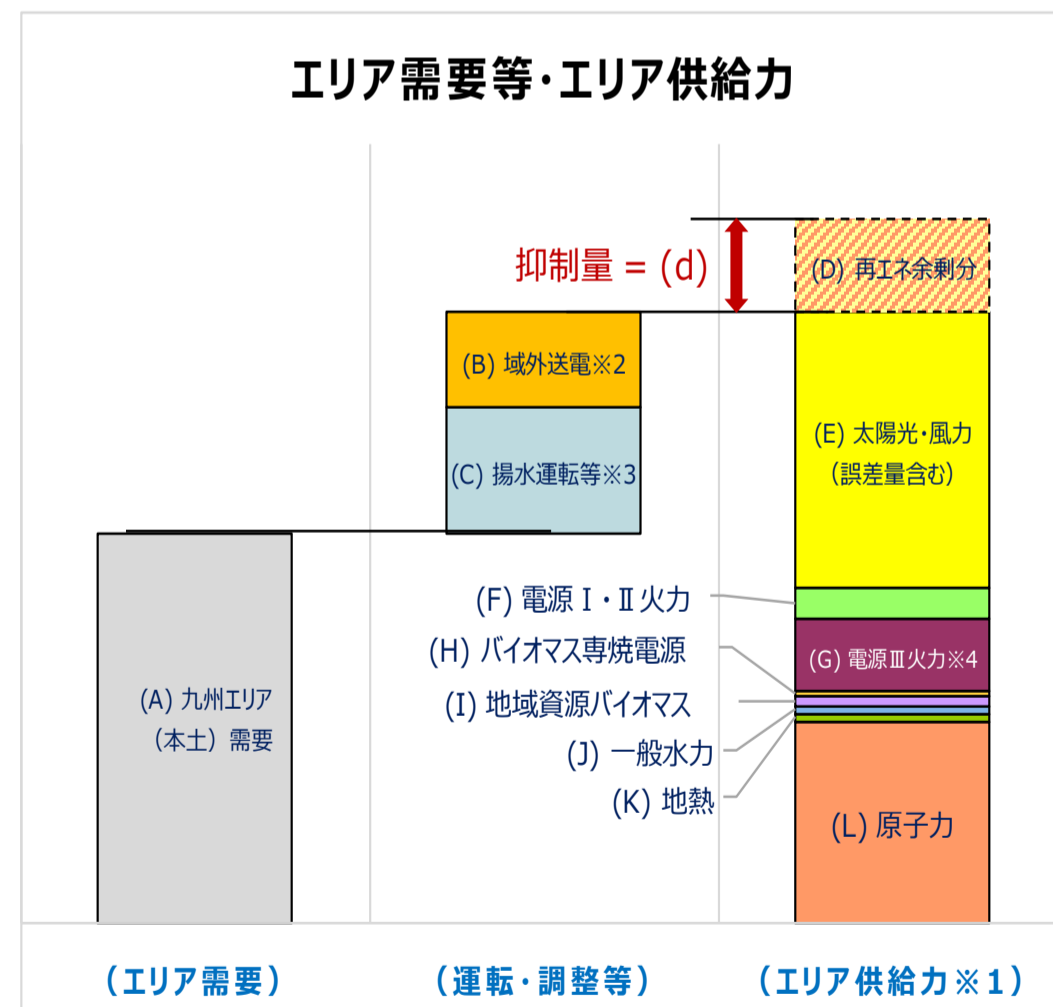 エリア需要等・エリア供給力
抑制量 = (d)
(D) 再エネ余剰分
(B) 域外送電※2
(C) 揚水運転等※3
(E) 太陽光・風力
（誤差量含む）
(F) 電源Ⅰ・Ⅱ火力
(H) バイオマス専焼電源
(G) 電源Ⅲ火力※4
(I) 地域資源バイオマス
(A) 九州エリア
（本土）需要
(J) 一般水力
(K) 地熱
(L) 原子力
（エリア需要）
（運転・調整等）
（エリア供給力※1）